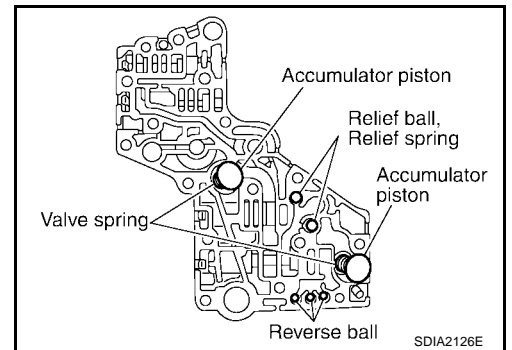 Accumulator piston
Relief ball,
Relief spring
Accumulator
piston
Valve spring
Reverse ball
SDIA2126E